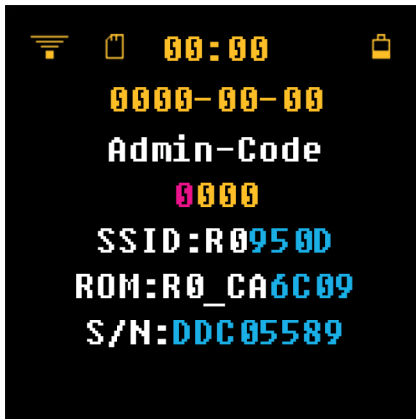 00:00
0000-00-00
Admin-Code
0000
SSID:R0950D
ROM:R0_CA6C09
S/N:DDC05589